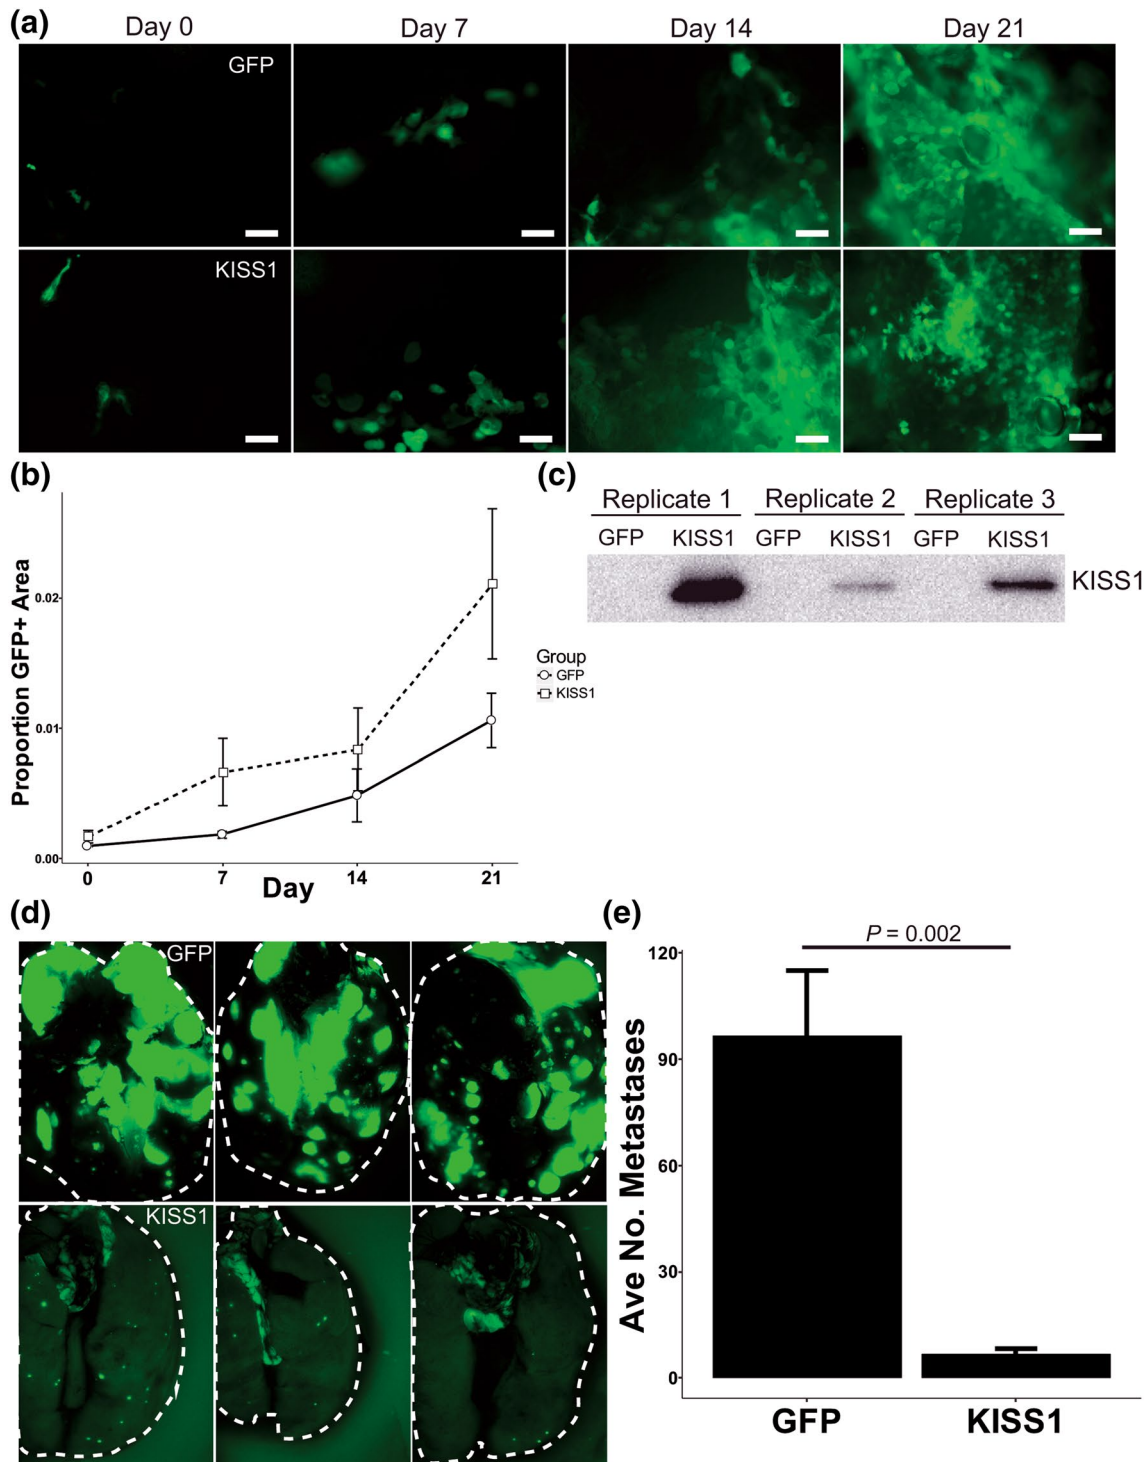 (a)
Day 0 Day 7 Day 14 Day 21
GFP
KISS1
(b)
Proportion GFP+ Area
0.02
0.01
0.00
0 7 14 21
Day
Group
GFP
KISS1
(c)
Replicate 1 Replicate 2 Replicate 3
GFP KISS1 GFP KISS1 GFP KISS1
KISS1
(d)
GFP
KISS1
(e)
P = 0.002
Ave No. Metastases
120
90
60
30
0
GFP KISS1